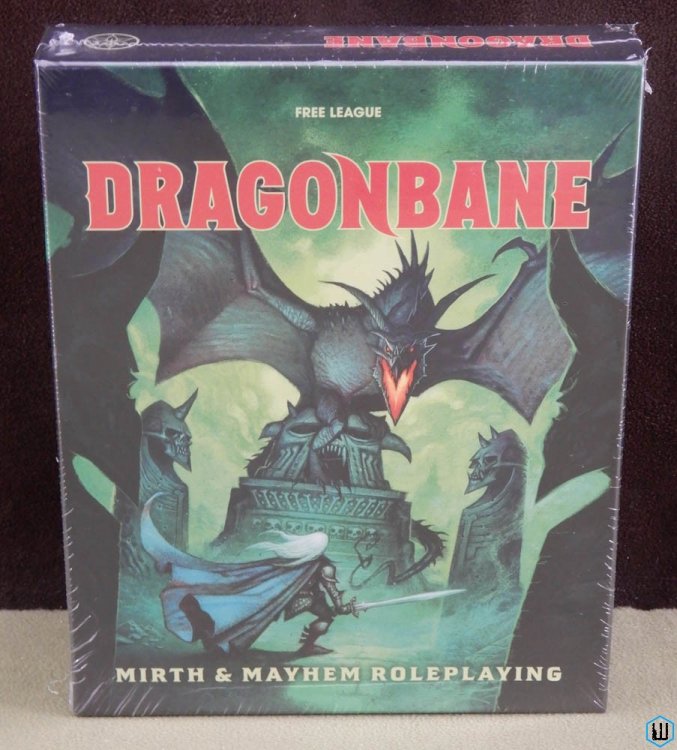 DRAGONBANE
FREE LEAGUE
DRAGONBANE
MIRTH & MAYHEM ROLEPLAYING
W